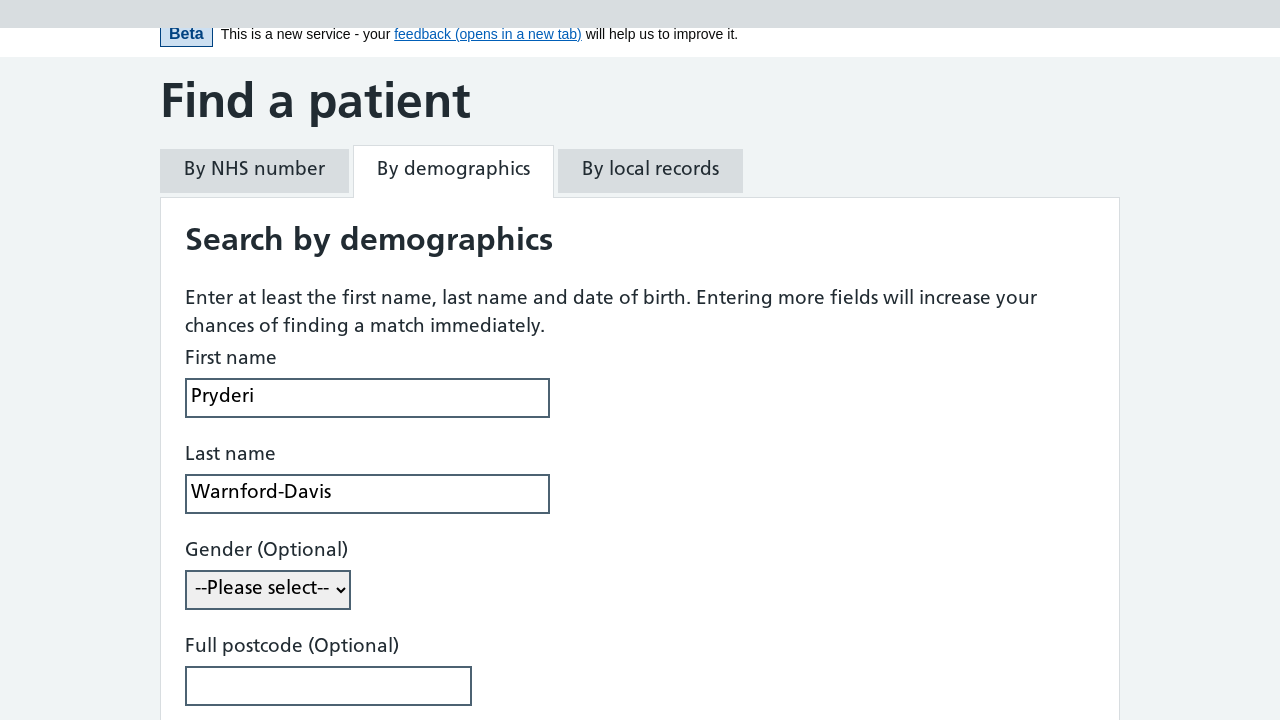 Beta This is a new service - your feedback (opens in a new tab) will help us to improve it.
Find a patient
By NHS number By demographics By local records
Search by demographics
Enter at least the first name, last name and date of birth. Entering more fields will increase your
chances of finding a match immediately.
First name
Pryderi
Last name
Warnford-Davis
Gender (Optional)
--Please select--
Full postcode (Optional)